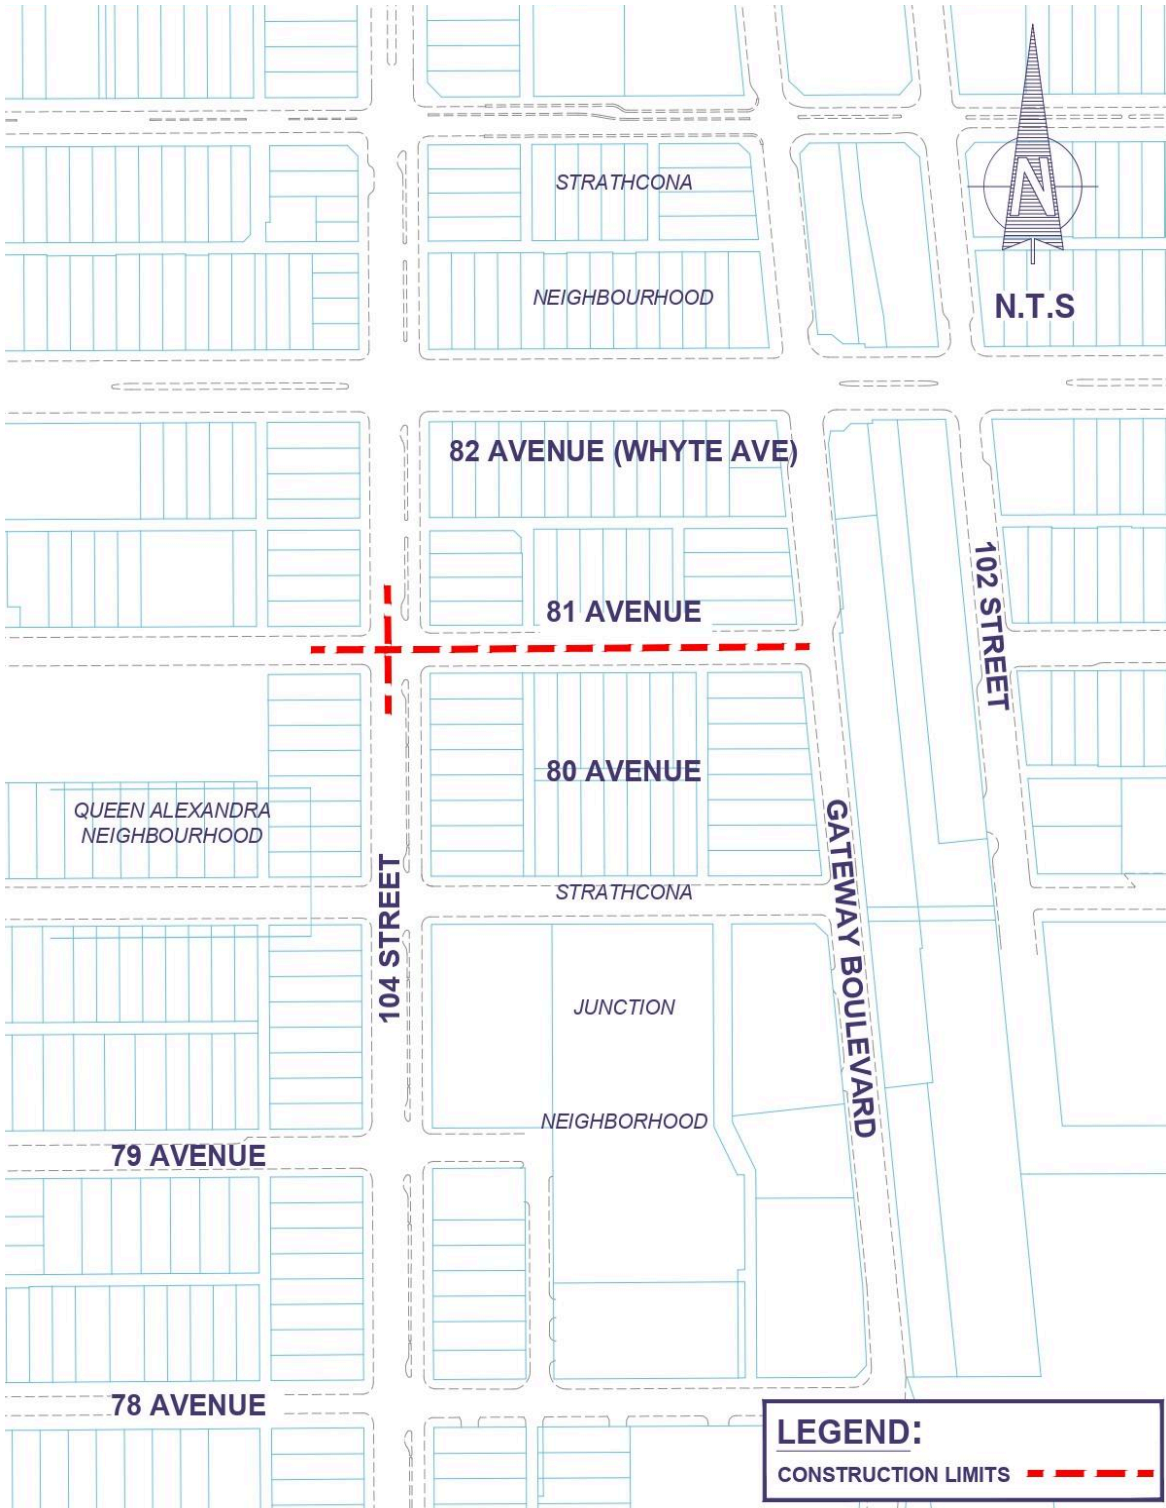 STRATHCONA
N
NEIGHBOURHOOD
N.T.S
82 AVENUE (WHYTE AVE)
102 STREET
81 AVENUE
80 AVENUE
QUEEN ALEXANDRA
NEIGHBOURHOOD
GATEWAY BOULEVARD
104 STREET
STRATHCONA
JUNCTION
NEIGHBORHOOD
79 AVENUE
78 AVENUE
LEGEND:
CONSTRUCTION LIMITS